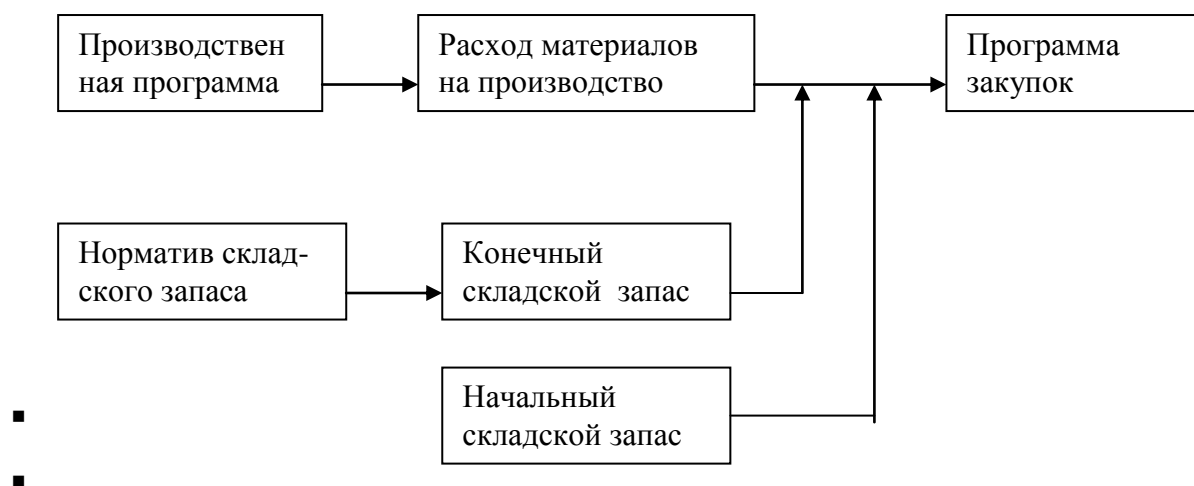 Производствен
ная программа
Расход материалов
на производство
Программа
закупок
Норматив склад-
ского запаса
Конечный
складской запас
Начальный
складской запас